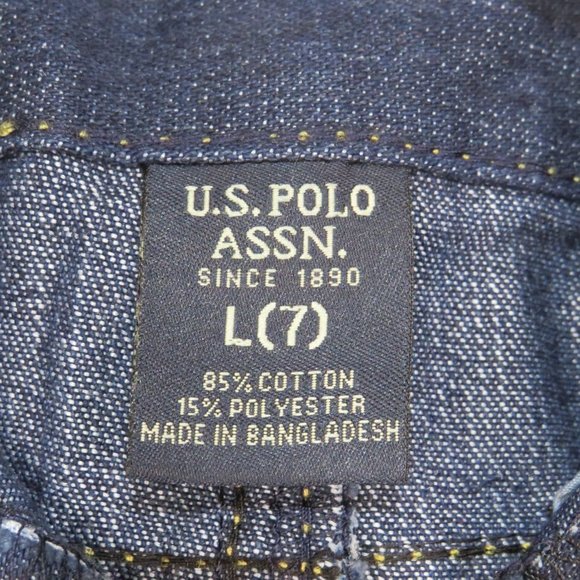 U.S. POLO
ASSN.
SINCE 1890
L(7)
85% COTTON
15% POLYESTER
MADE IN BANGLADESH